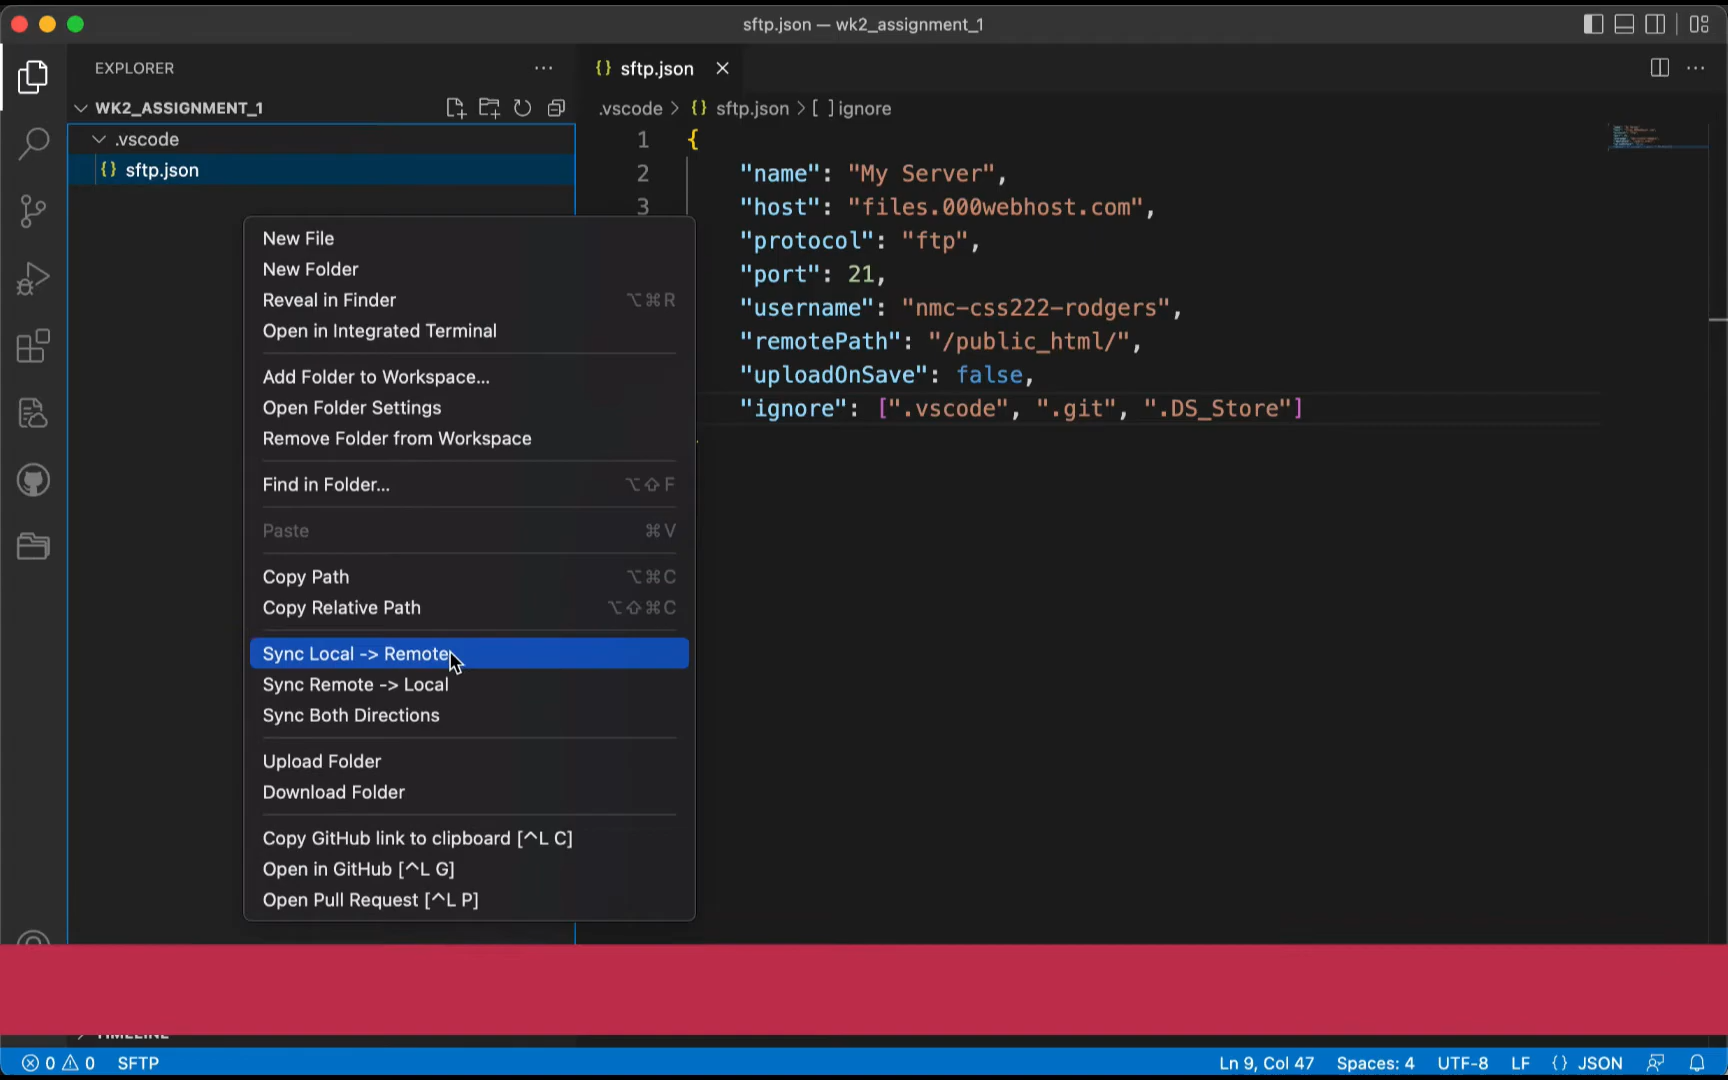 sftp.json — wk2_assignment_1
EXPLORER
WK2_ASSIGNMENT_1
.vscode
{} sftp.json
{} sftp.json
.vscode > {} sftp.json > [ ] ignore
1 {
2 "name": "My Server",
3 "host": "files.000webhost.com",
"protocol": "ftp",
"port": 21,
"username": "nmc-css222-rodgers",
"remotePath": "/public_html/",
"uploadOnSave": false,
"ignore": [".vscode", ".git", ".DS_Store"]
New File
New Folder
Reveal in Finder ⌥⌘R
Open in Integrated Terminal
Add Folder to Workspace...
Open Folder Settings
Remove Folder from Workspace
Find in Folder... ⌥⇧F
Paste ⌘V
Copy Path ⌥⌘C
Copy Relative Path ⌥⇧⌘C
Sync Local -> Remote
Sync Remote -> Local
Sync Both Directions
Upload Folder
Download Folder
Copy GitHub link to clipboard [^L C]
Open in GitHub [^L G]
Open Pull Request [^L P]
TIMELINE
0 0 SFTP
Ln 9, Col 47 Spaces: 4 UTF-8 LF {} JSON